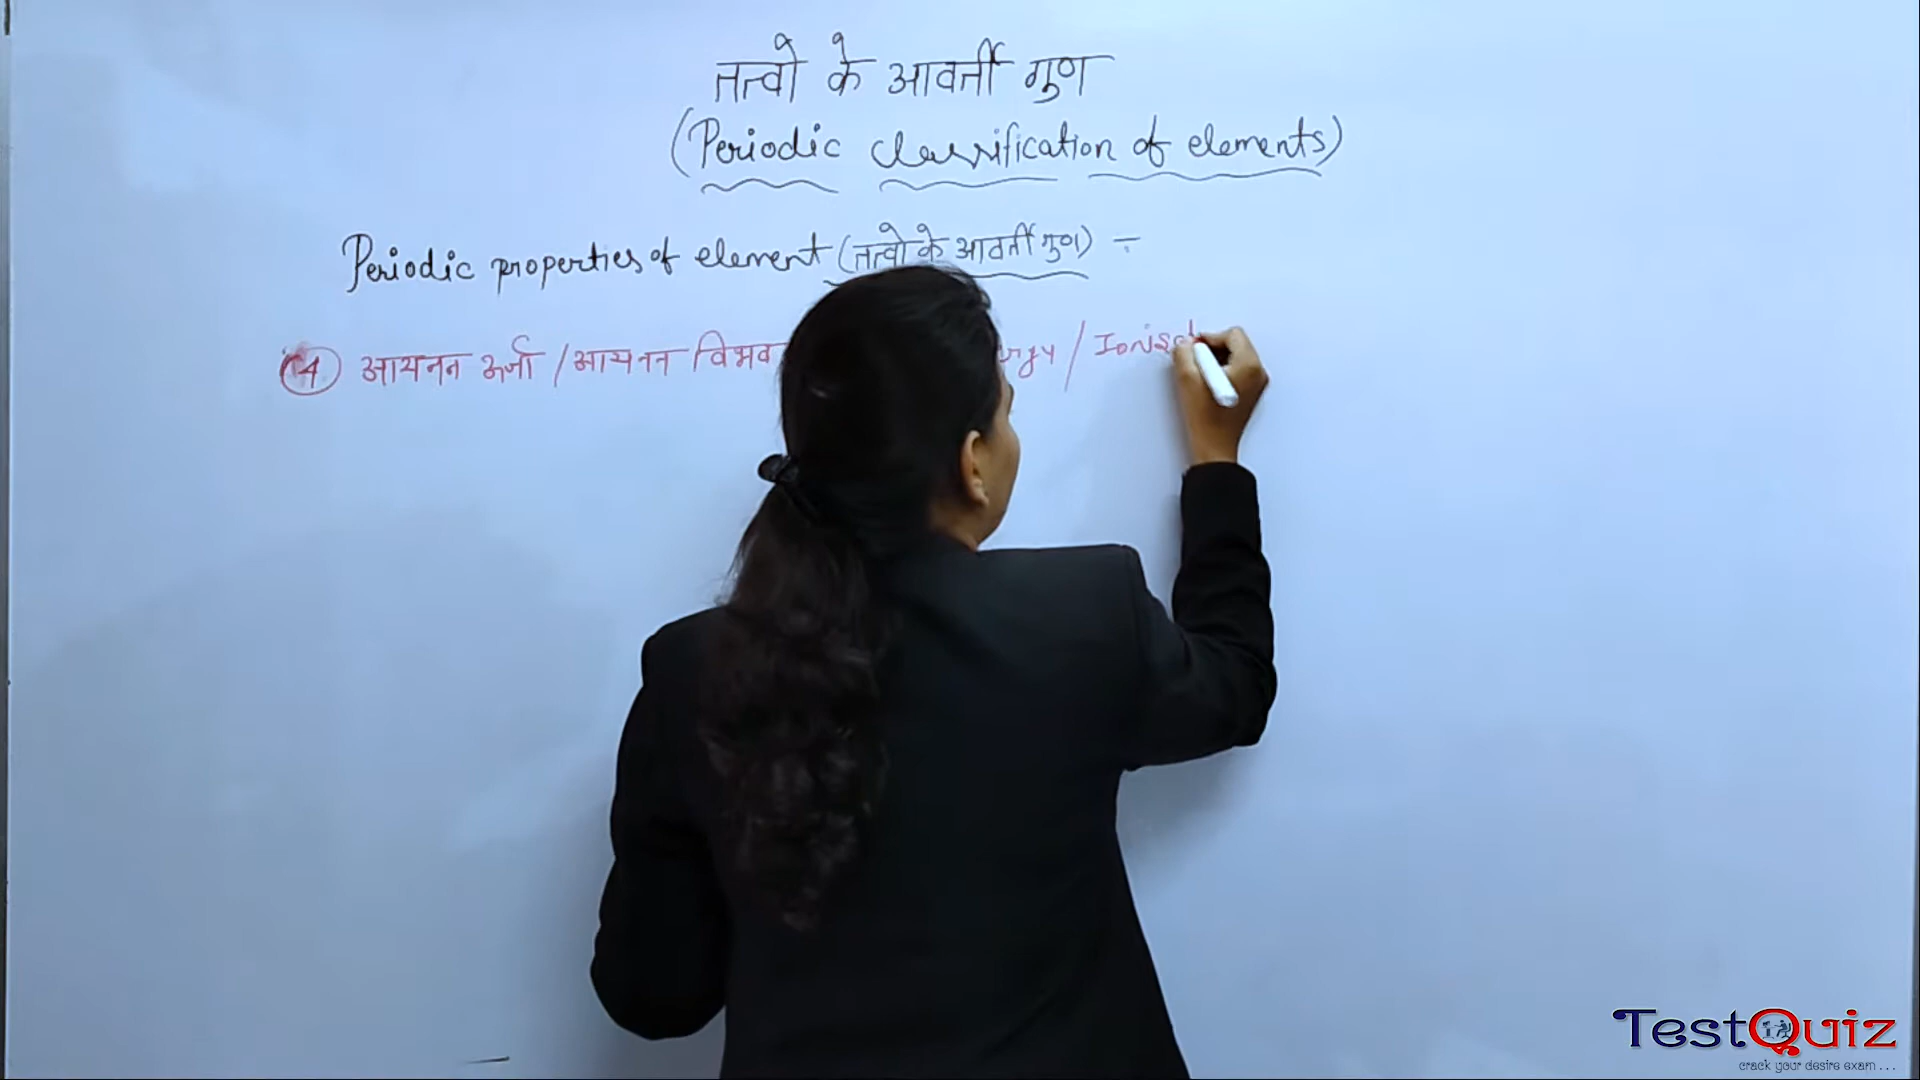 तत्वो के आवर्ती गुण
(Periodic classification of elements)
Periodic properties of element (तत्वो के आवर्ती गुण) -
(4) आयनन ऊर्जा / आयनन विभव / 
TestQuiz
crack your desire exam ...